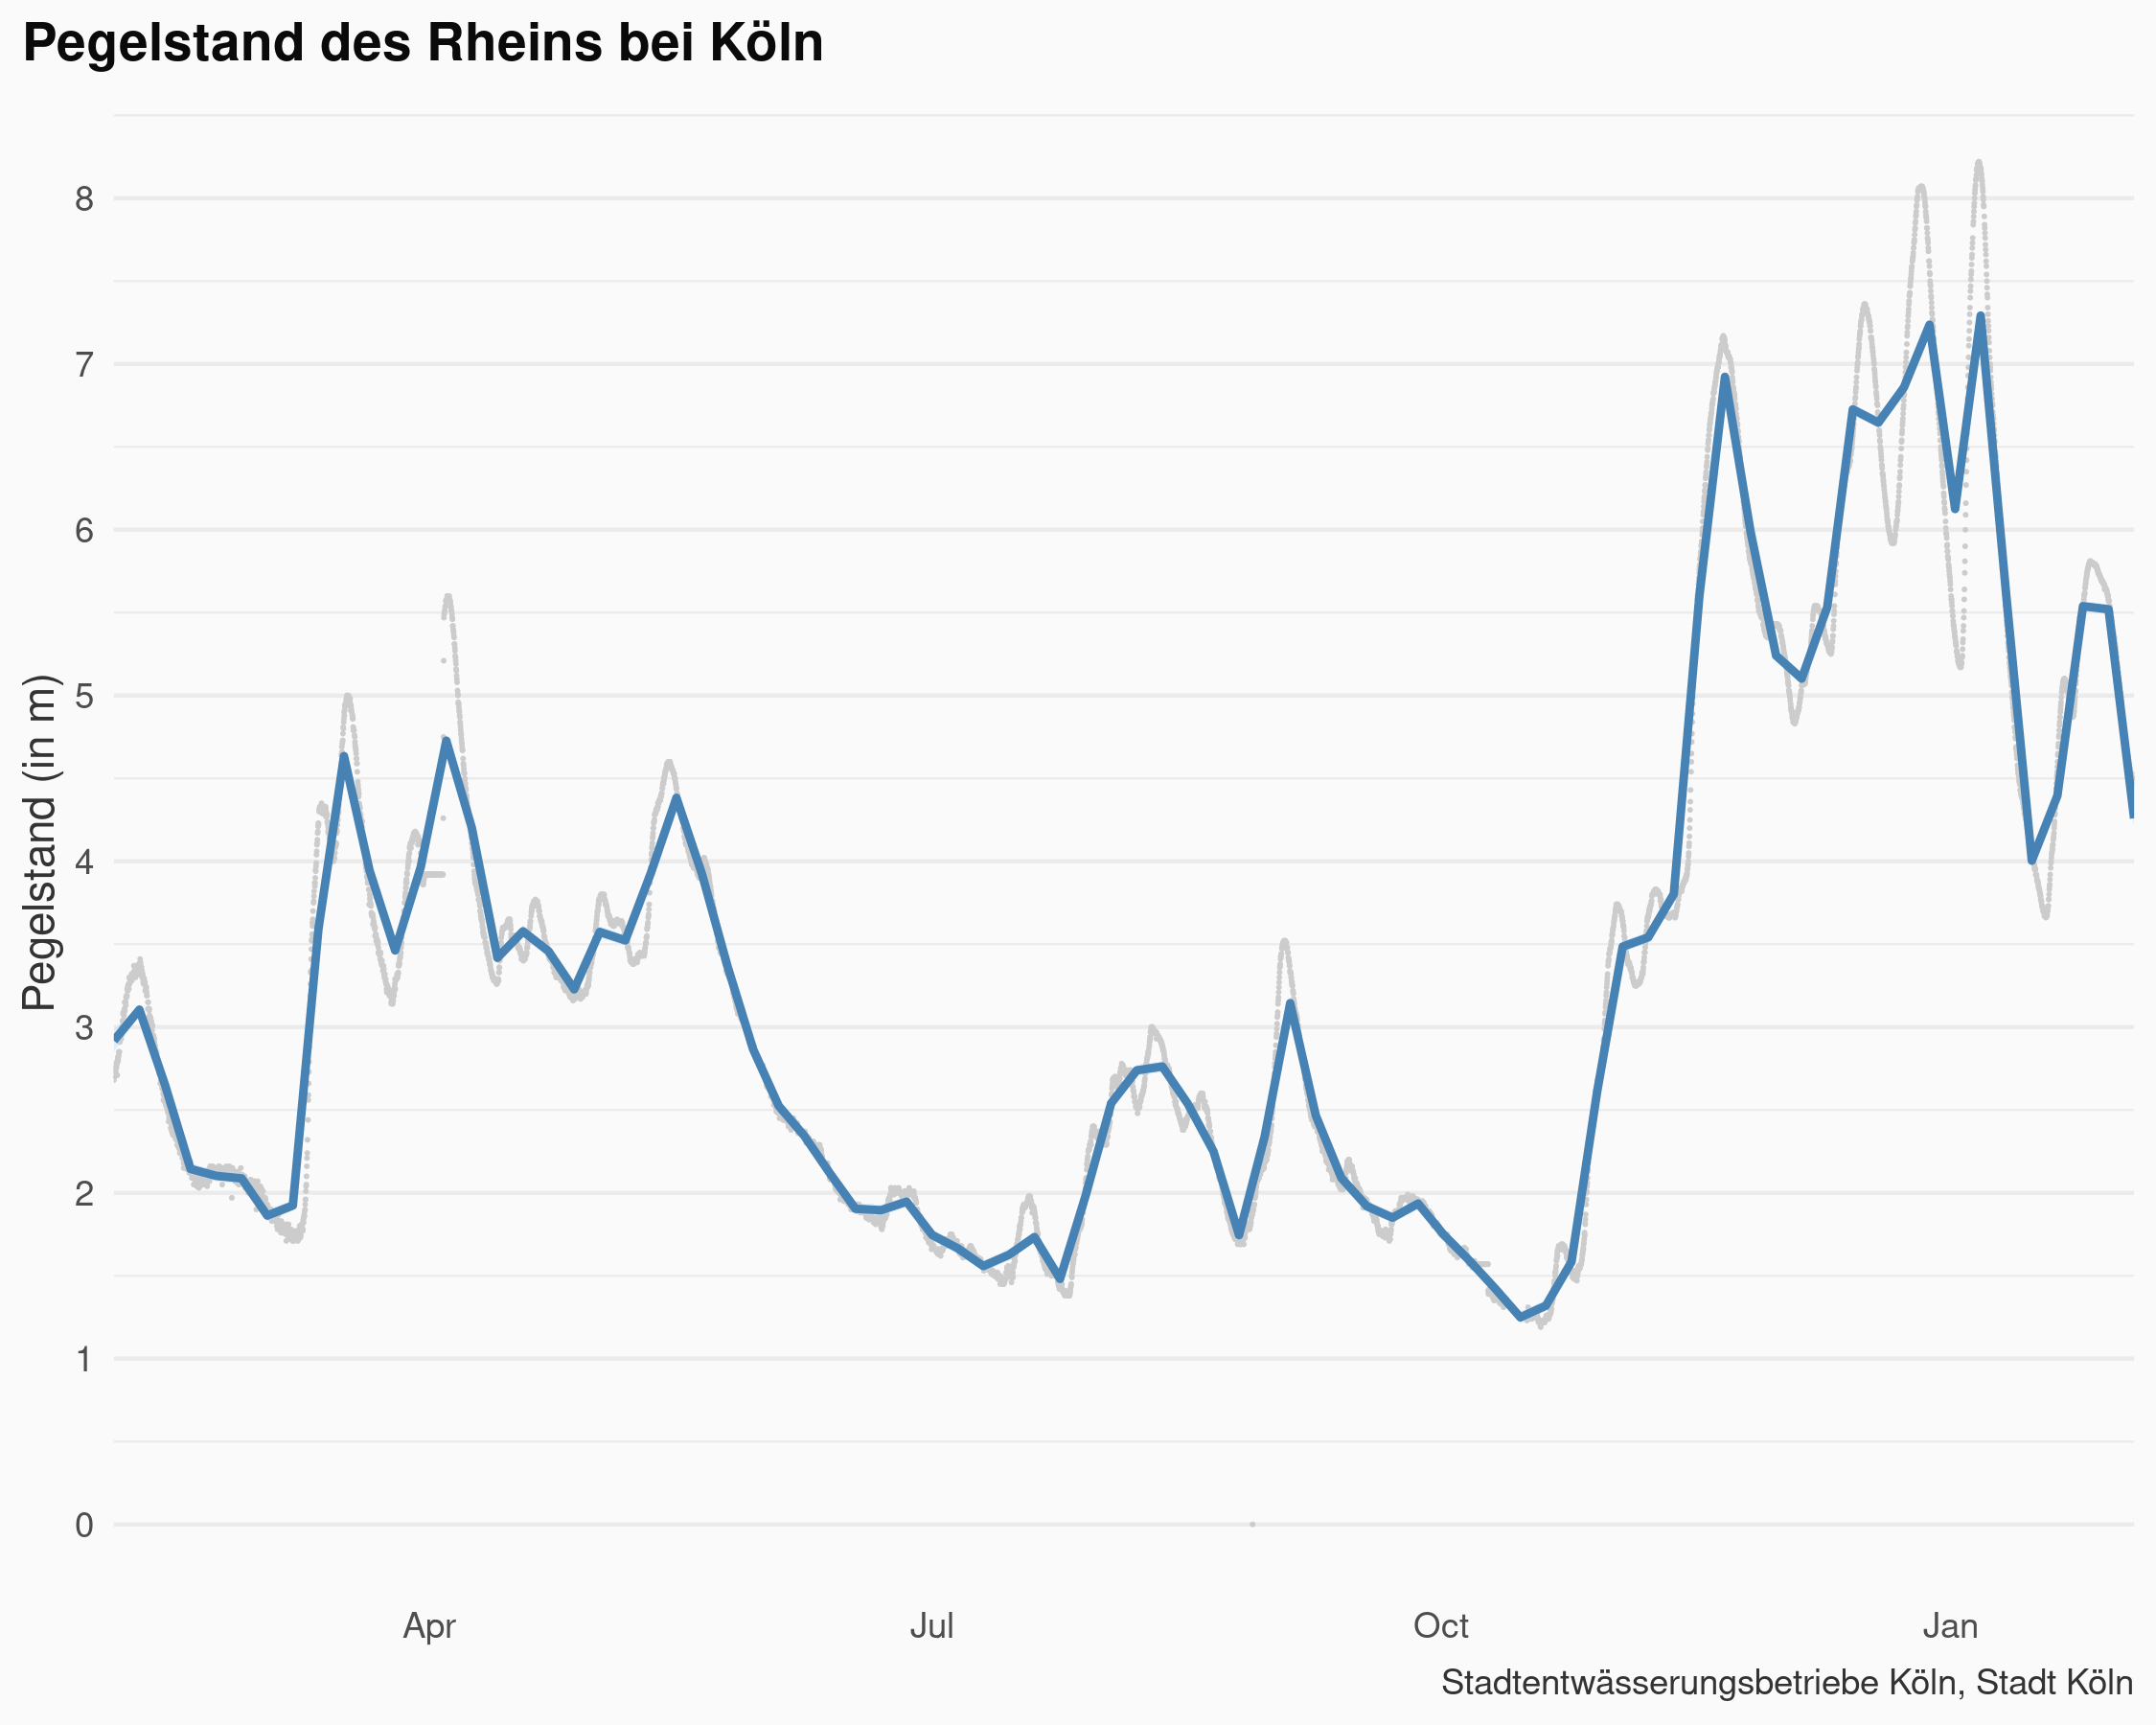 Pegelstand des Rheins bei Köln
Pegelstand (in m)
8
7
6
5
4
3
2
1
0
Apr Jul Oct Jan
Stadtentwässerungsbetriebe Köln, Stadt Köln